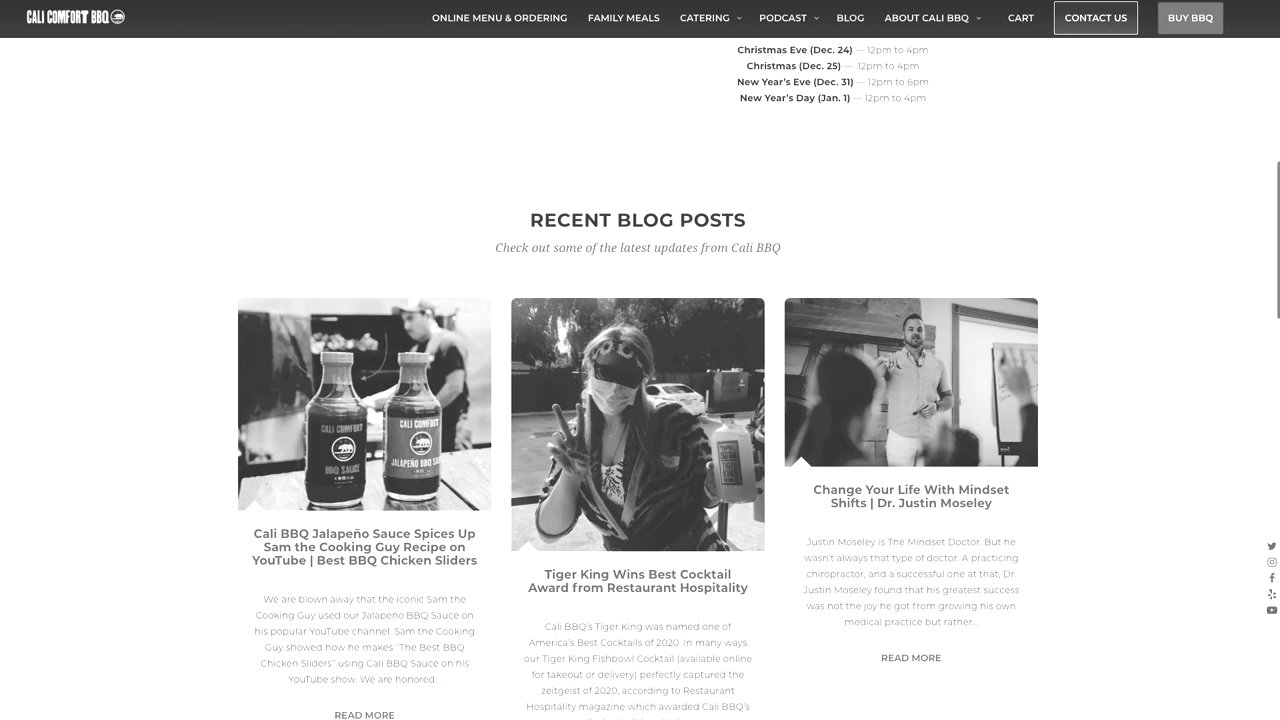 CALI COMFORT BBQ
ONLINE MENU & ORDERING FAMILY MEALS CATERING PODCAST BLOG ABOUT CALI BBQ CART CONTACT US BUY BBQ
Christmas Eve (Dec. 24) — 12pm to 4pm
Christmas (Dec. 25) — 12pm to 4pm
New Year's Eve (Dec. 31) — 12pm to 6pm
New Year's Day (Jan. 1) — 12pm to 4pm
RECENT BLOG POSTS
Check out some of the latest updates from Cali BBQ
CALI COMFORT
BBQ SAUCE
CALI COMFORT
JALAPEÑO BBQ SAUCE
Cali BBQ Jalapeño Sauce Spices Up
Sam the Cooking Guy Recipe on
YouTube | Best BBQ Chicken Sliders
We are blown away that the iconic Sam the
Cooking Guy used our Jalapeno BBQ Sauce on
his popular YouTube channel. Sam the Cooking
Guy showed how he makes "The Best BBQ
Chicken Sliders" using Cali BBQ Sauce on his
YouTube show. We are honored...
READ MORE
TIGER
KING
Tiger King Wins Best Cocktail
Award from Restaurant Hospitality
Cali BBQ's Tiger King was named one of
America's Best Cocktails of 2020. In many ways
our Tiger King Fishbowl Cocktail (available online
for takeout or delivery) perfectly captured the
zeitgeist of 2020, according to Restaurant
Hospitality magazine which awarded Cali BBQ's
Change Your Life With Mindset
Shifts | Dr. Justin Moseley
Justin Moseley is The Mindset Doctor. But he
wasn't always that type of doctor. A practicing
chiropractor, and a successful one at that, Dr.
Justin Moseley found that his greatest success
was not the joy he got from growing his own
medical practice but rather...
READ MORE